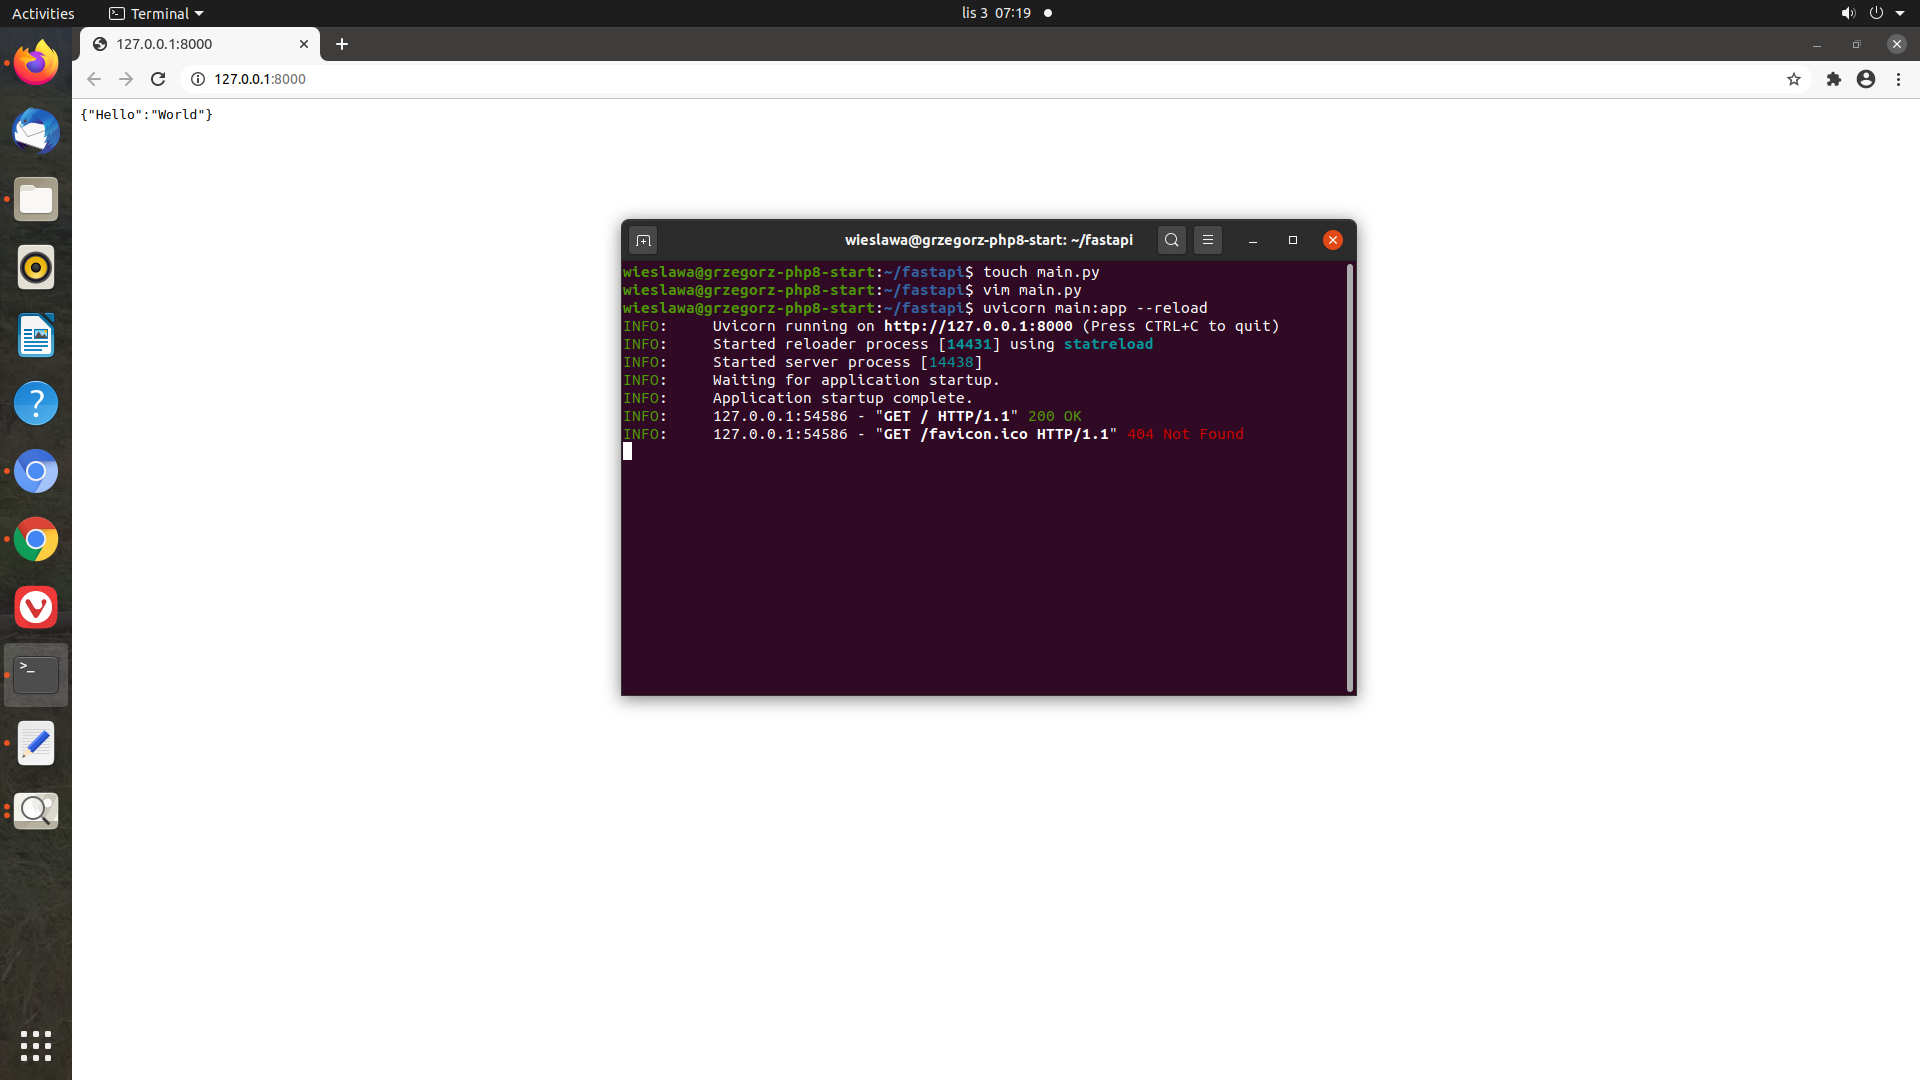 Activities
Terminal
lis 3 07:19
127.0.0.1:8000
127.0.0.1:8000
{"Hello":"World"}
wieslawa@grzegorz-php8-start: ~/fastapi
wieslawa@grzegorz-php8-start:~/fastapi$ touch main.py
wieslawa@grzegorz-php8-start:~/fastapi$ vim main.py
wieslawa@grzegorz-php8-start:~/fastapi$ uvicorn main:app --reload
INFO:     Uvicorn running on http://127.0.0.1:8000 (Press CTRL+C to quit)
INFO:     Started reloader process [14431] using statreload
INFO:     Started server process [14438]
INFO:     Waiting for application startup.
INFO:     Application startup complete.
INFO:     127.0.0.1:54586 - "GET / HTTP/1.1" 200 OK
INFO:     127.0.0.1:54586 - "GET /favicon.ico HTTP/1.1" 404 Not Found